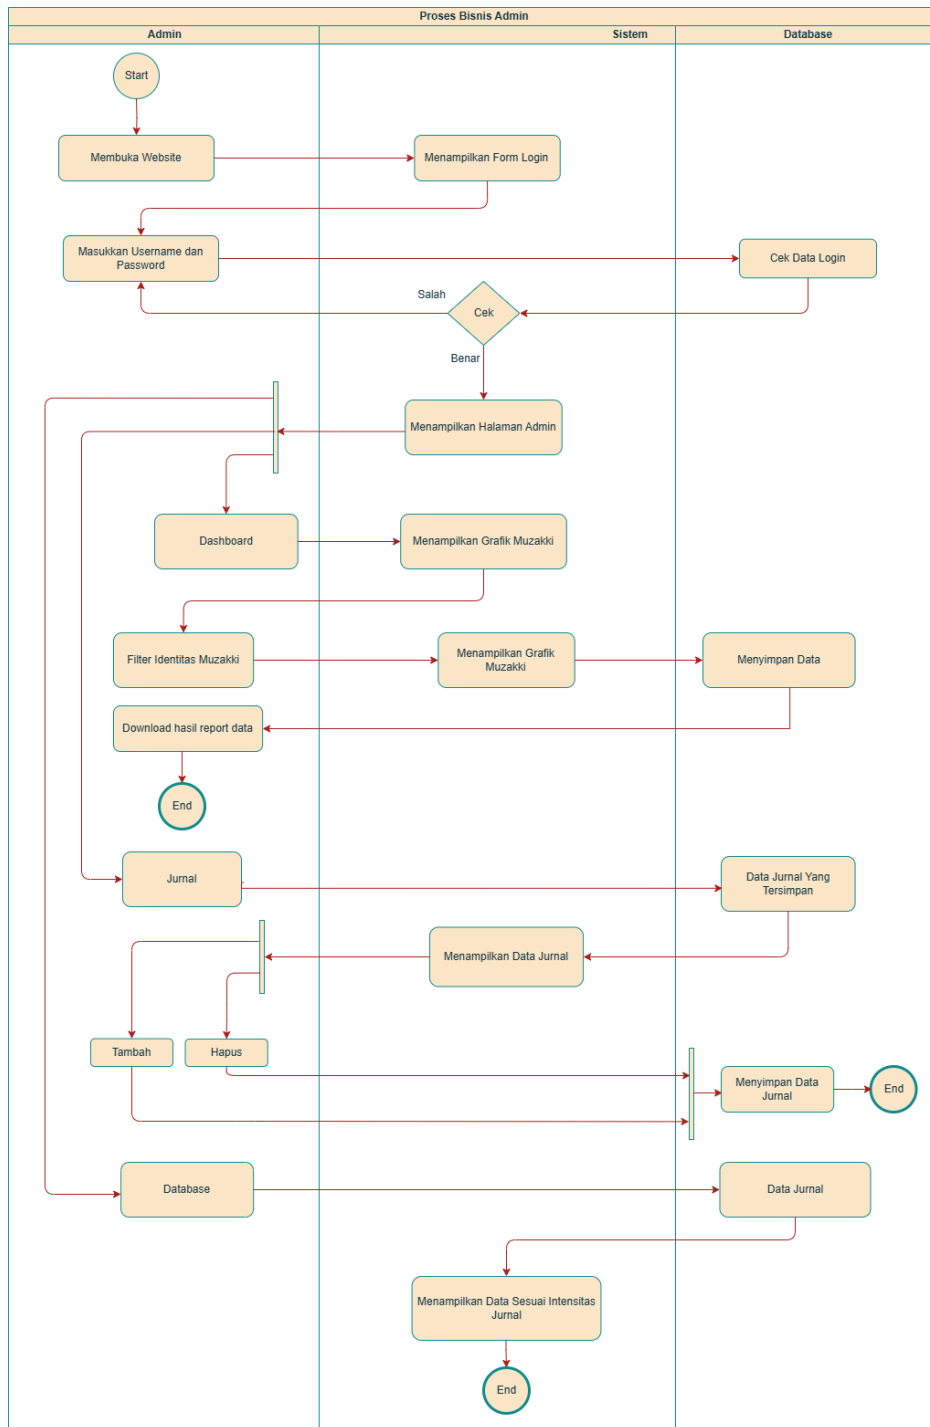 Proses Bisnis Admin
Admin
Sistem
Database
Start
Membuka Website
Menampilkan Form Login
Masukkan Username dan
Password
Cek Data Login
Salah
Cek
Benar
Menampilkan Halaman Admin
Dashboard
Menampilkan Grafik Muzakki
Filter Identitas Muzakki
Menampilkan Grafik
Muzakki
Menyimpan Data
Download hasil report data
End
Jurnal
Data Jurnal Yang
Tersimpan
Menampilkan Data Jurnal
Tambah
Hapus
Menyimpan Data
Jurnal
End
Database
Data Jurnal
Menampilkan Data Sesuai Intensitas
Jurnal
End